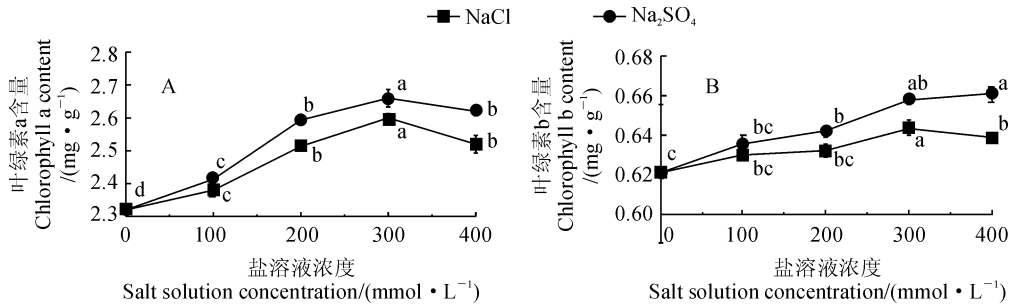 NaCl
Na₂SO₄
叶绿素a含量
Chlorophyll a content
/(mg·g⁻¹)
2.8
2.7
2.6
2.5
2.4
2.3
A
d
c
c
b
b
a
a
b
b
0
100
200
300
400
盐溶液浓度
Salt solution concentration/(mmol·L⁻¹)
叶绿素b含量
Chlorophyll b content
/(mg·g⁻¹)
0.68
0.66
0.64
0.62
0.60
B
c
bc
bc
b
bc
ab
a
a
b
0
100
200
300
400
盐溶液浓度
Salt solution concentration/(mmol·L⁻¹)